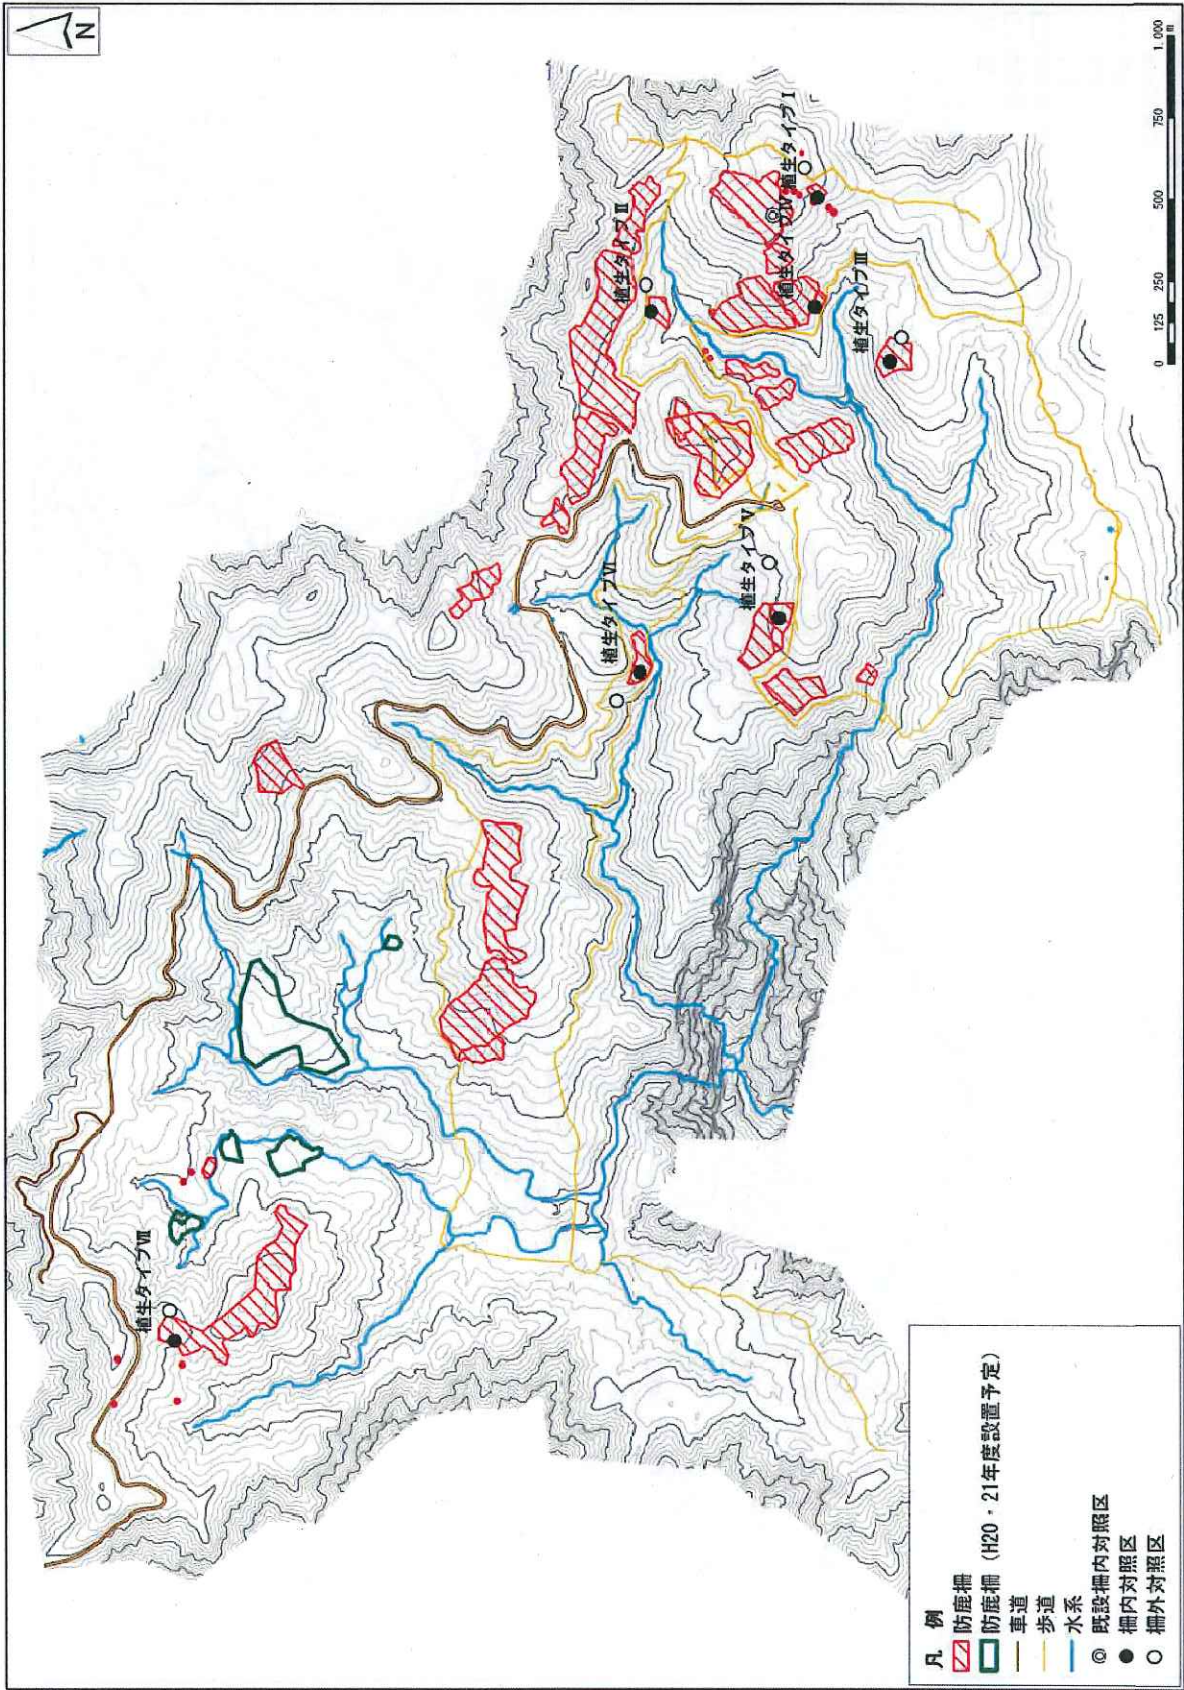 N
植生タイプⅡ
植生タイプⅣ
植生タイプⅠ
植生タイプⅢ
植生タイプⅥ
植生タイプⅤ
植生タイプⅦ
0 125 250 500 750 1,000 m
凡 例
防鹿柵
防鹿柵（H20・21年度設置予定）
車道
歩道
水系
既設柵内対照区
柵内対照区
柵外対照区